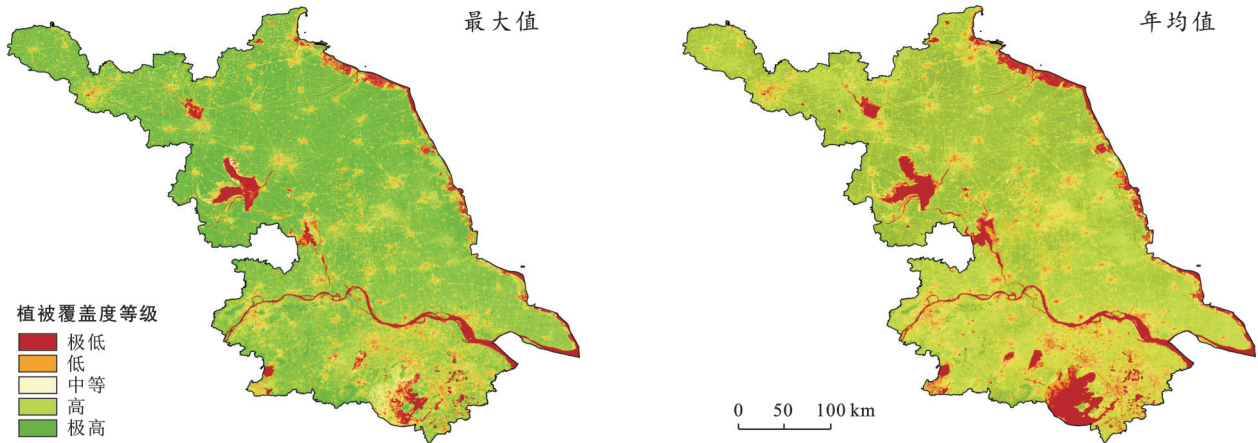 最大值
年均值
植被覆盖度等级
极低
低
中等
高
极高
0 50 100 km